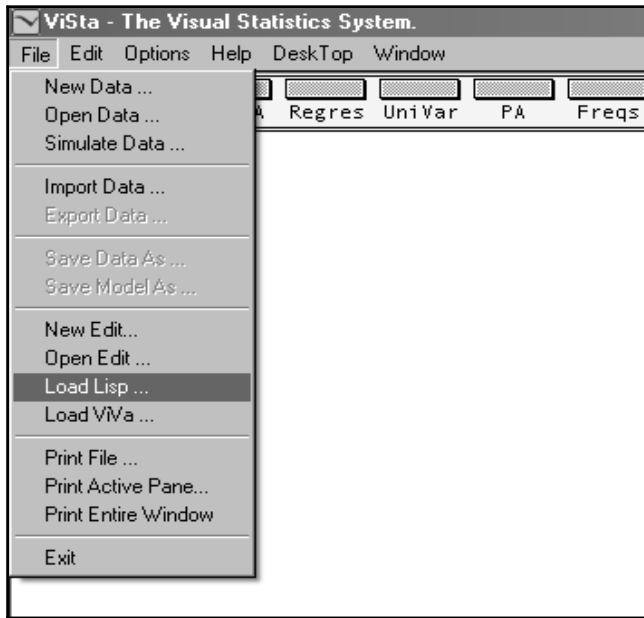 ViSta - The Visual Statistics System.
File Edit Options Help DeskTop Window
Regres UniVar PA Freqs
New Data ...
Open Data ...
Simulate Data ...
Import Data ...
Export Data ...
Save Data As ...
Save Model As ...
New Edit...
Open Edit ...
Load Lisp ...
Load ViVa ...
Print File ...
Print Active Pane...
Print Entire Window
Exit